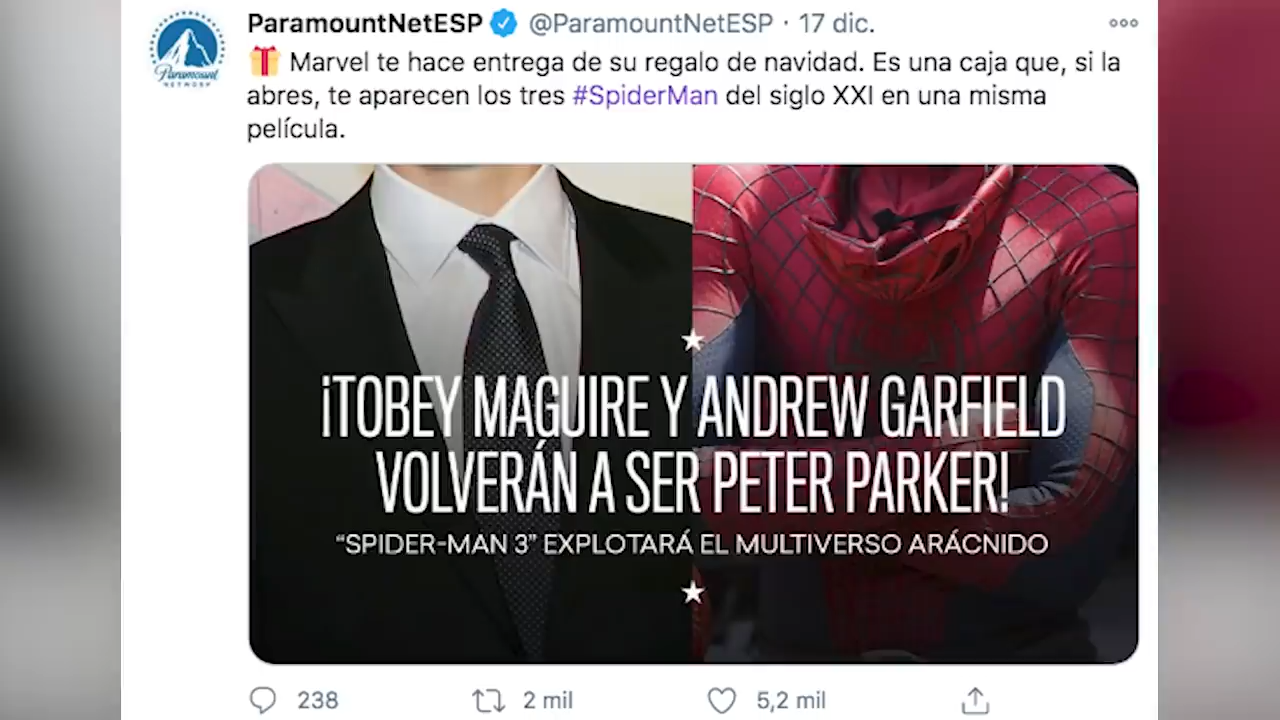 ParamountNetESP @ParamountNetESP · 17 dic.
Marvel te hace entrega de su regalo de navidad. Es una caja que, si la
abres, te aparecen los tres #SpiderMan del siglo XXI en una misma
película.
Paramount
NETWORK
¡TOBEY MAGUIRE Y ANDREW GARFIELD
VOLVERÁN A SER PETER PARKER!
“SPIDER-MAN 3” EXPLOTARÁ EL MULTIVERSO ARÁCNIDO
238 2 mil 5,2 mil